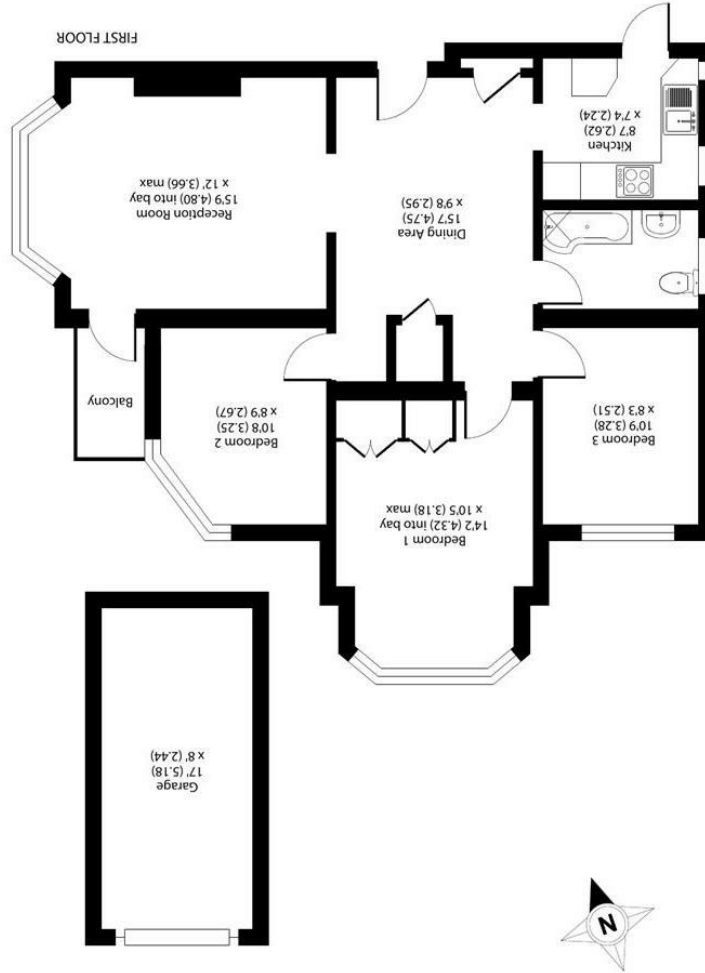 N
Garage
17' (5.18)
x 8' (2.44)
Bedroom 1
14'2 (4.32) into bay
x 10'5 (3.18) max
Bedroom 3
10'9 (3.28)
x 8'3 (2.51)
Bedroom 2
10'8 (3.25)
x 8'9 (2.67)
Balcony
Dining Area
15'7 (4.75)
x 9'8 (2.95)
Reception Room
15'9 (4.80) into bay
x 12' (3.66) max
Kitchen
8'7 (2.62)
x 7'4 (2.24)
FIRST FLOOR